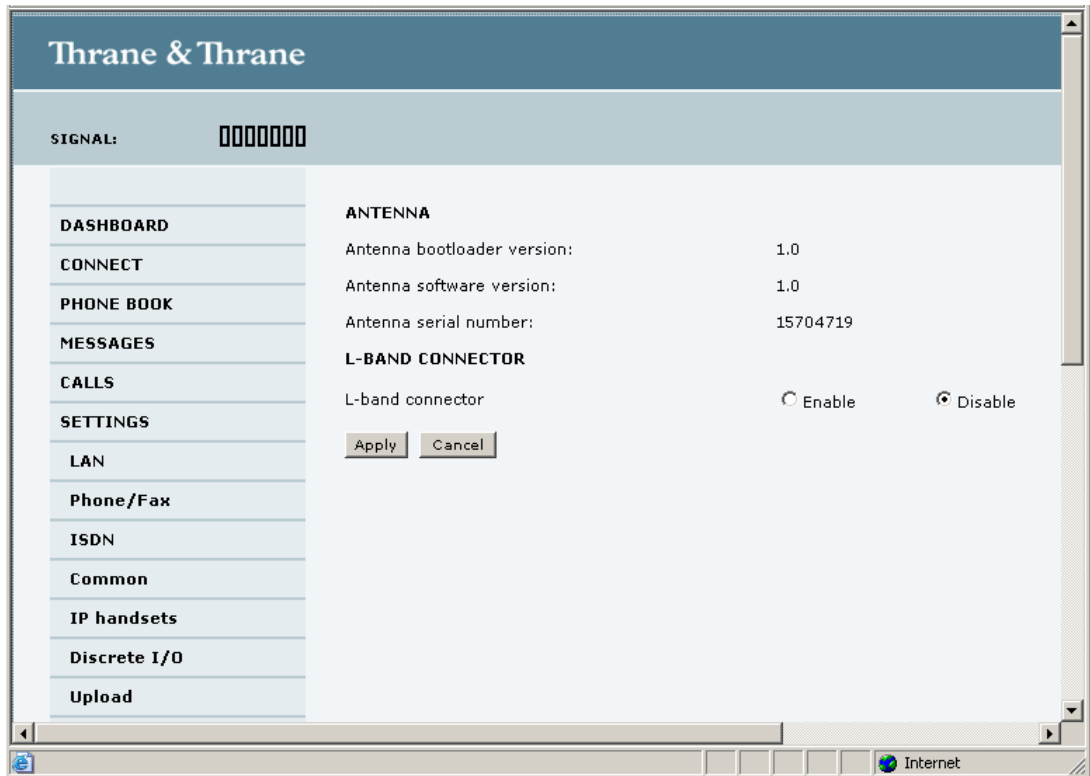 Thrane & Thrane
SIGNAL:
DASHBOARD
CONNECT
PHONE BOOK
MESSAGES
CALLS
SETTINGS
LAN
Phone/Fax
ISDN
Common
IP handsets
Discrete I/O
Upload
ANTENNA
Antenna bootloader version: 1.0
Antenna software version: 1.0
Antenna serial number: 15704719
L-BAND CONNECTOR
L-band connector Enable Disable
Apply Cancel
Internet